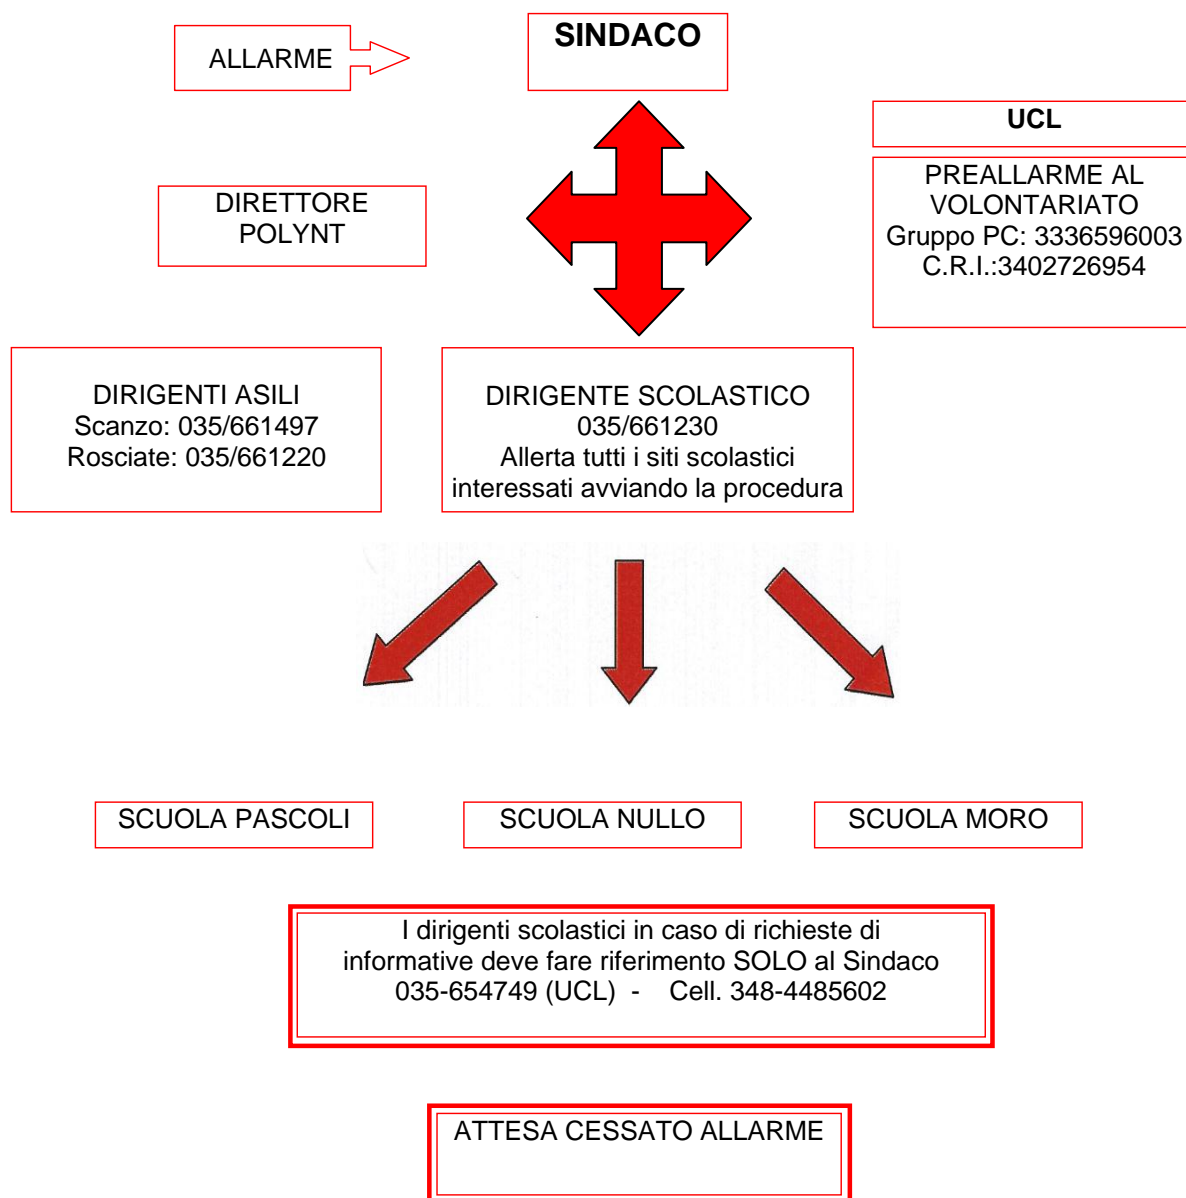 ALLARME
SINDACO
UCL
DIRETTORE
POLYNT
PREALLARME AL
VOLONTARIATO
Gruppo PC: 3336596003
C.R.I.:3402726954
DIRIGENTI ASILI
Scanzo: 035/661497
Rosciate: 035/661220
DIRIGENTE SCOLASTICO
035/661230
Allerta tutti i siti scolastici
interessati avviando la procedura
SCUOLA PASCOLI
SCUOLA NULLO
SCUOLA MORO
I dirigenti scolastici in caso di richieste di
informative deve fare riferimento SOLO al Sindaco
035-654749 (UCL) - Cell. 348-4485602
ATTESA CESSATO ALLARME